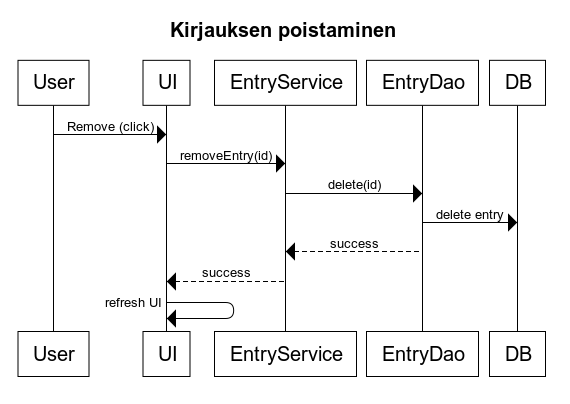 Kirjauksen poistaminen
User UI EntryService EntryDao DB
Remove (click)
removeEntry(id)
delete(id)
delete entry
success
success
refresh UI
User UI EntryService EntryDao DB